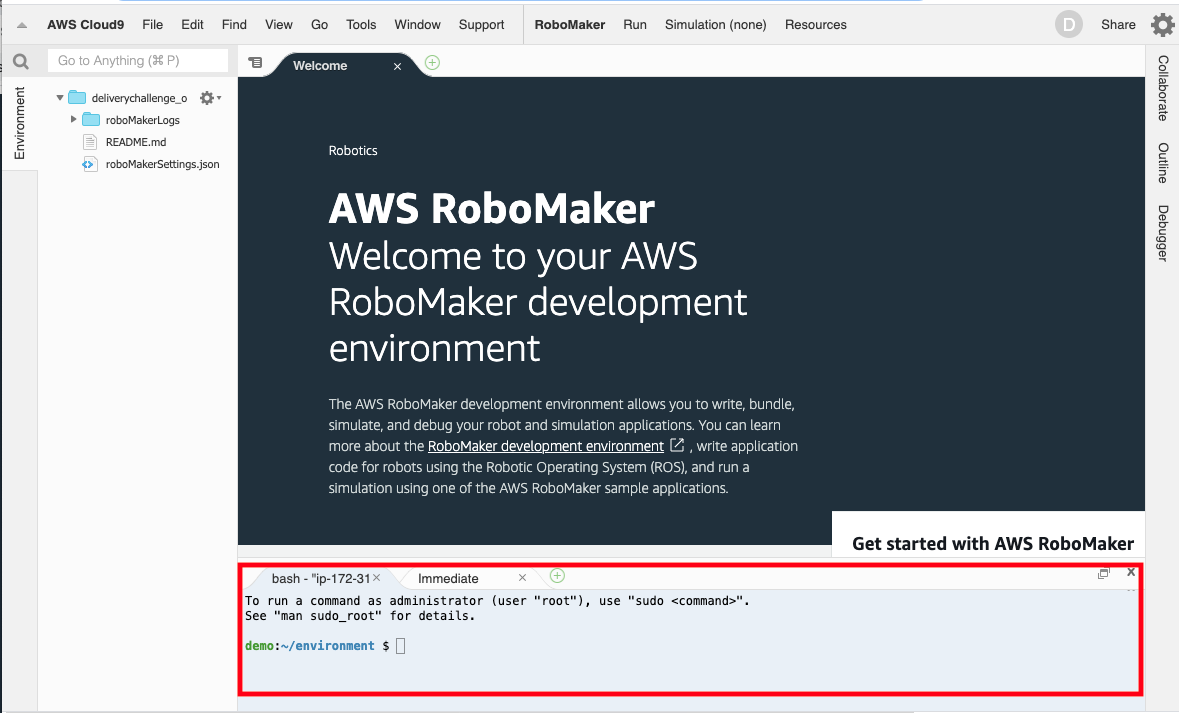 AWS Cloud9 File Edit Find View Go Tools Window Support RoboMaker Run Simulation (none) Resources D Share
Go to Anything (⌘ P)
Environment
deliverychallenge_o
roboMakerLogs
README.md
roboMakerSettings.json
Welcome
Robotics
AWS RoboMaker
Welcome to your AWS
RoboMaker development
environment
The AWS RoboMaker development environment allows you to write, bundle,
simulate, and debug your robot and simulation applications. You can learn
more about the RoboMaker development environment , write application
code for robots using the Robotic Operating System (ROS), and run a
simulation using one of the AWS RoboMaker sample applications.
Get started with AWS RoboMaker
Collaborate
Outline
Debugger
bash - "ip-172-31 Immediate
To run a command as administrator (user "root"), use "sudo <command>".
See "man sudo_root" for details.
demo:~/environment $